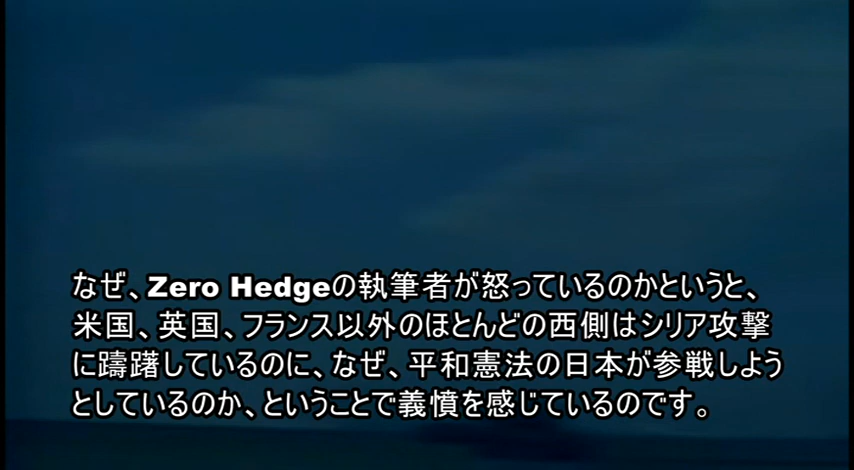 なぜ、Zero Hedgeの執筆者が怒っているのかというと、
米国、英国、フランス以外のほとんどの西側はシリア攻撃
に躊躇しているのに、なぜ、平和憲法の日本が参戦しよう
としているのか、ということで義憤を感じているのです。